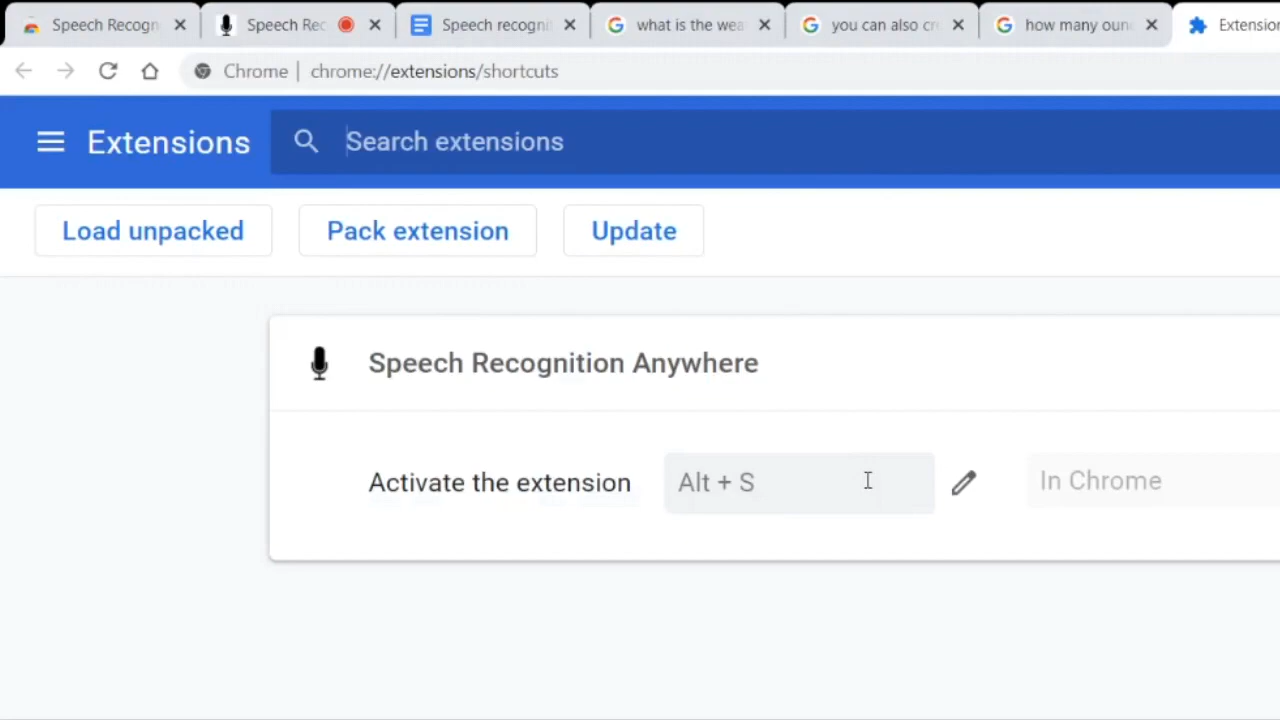 Speech Recogn
Speech Rec
Speech recogni
what is the wea
you can also cr
how many oun
Extension
Chrome | chrome://extensions/shortcuts
Extensions
Search extensions
Load unpacked
Pack extension
Update
Speech Recognition Anywhere
Activate the extension
Alt + S
In Chrome